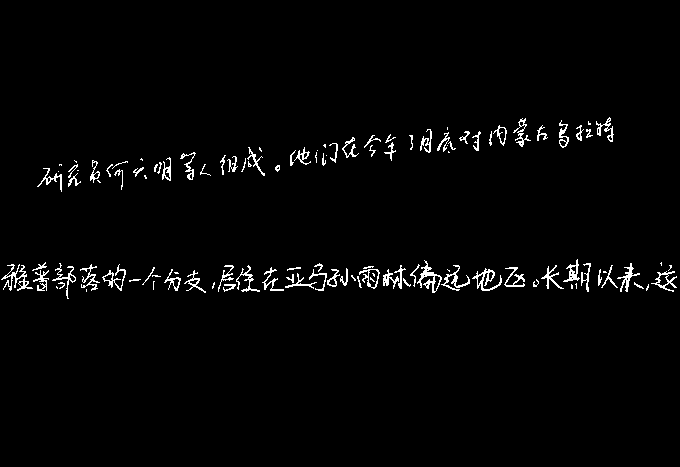 研究员何六明等人组成。他们在今年3月底对内蒙古乌拉特
雅普部落的一个分支,居住在亚马孙雨林偏远地区。长期以来,这